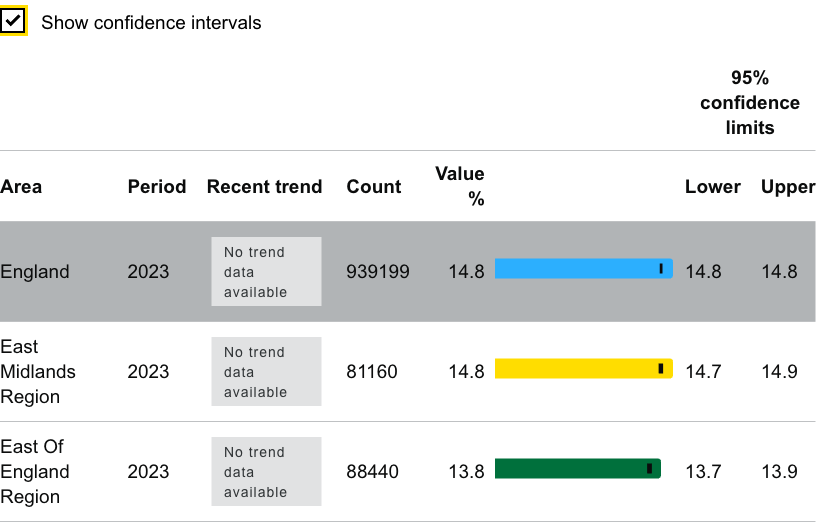 Show confidence intervals
95%
confidence
limits
Area Period Recent trend Count Value
%
Lower Upper
England 2023 No trend
data
available
939199 14.8 14.8 14.8
East
Midlands
Region
2023 No trend
data
available
81160 14.8 14.7 14.9
East Of
England
Region
2023 No trend
data
available
88440 13.8 13.7 13.9